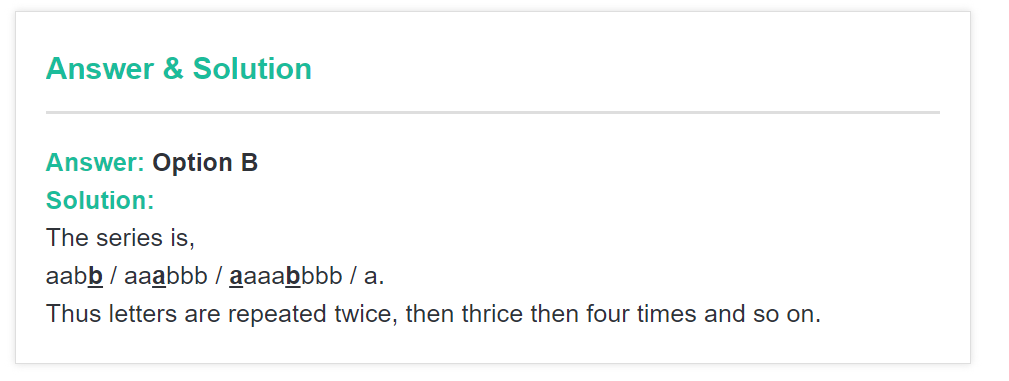 Answer & Solution
Answer: Option B
Solution:
The series is,
aabb / aaabbb / aaaabbbb / a.
Thus letters are repeated twice, then thrice then four times and so on.